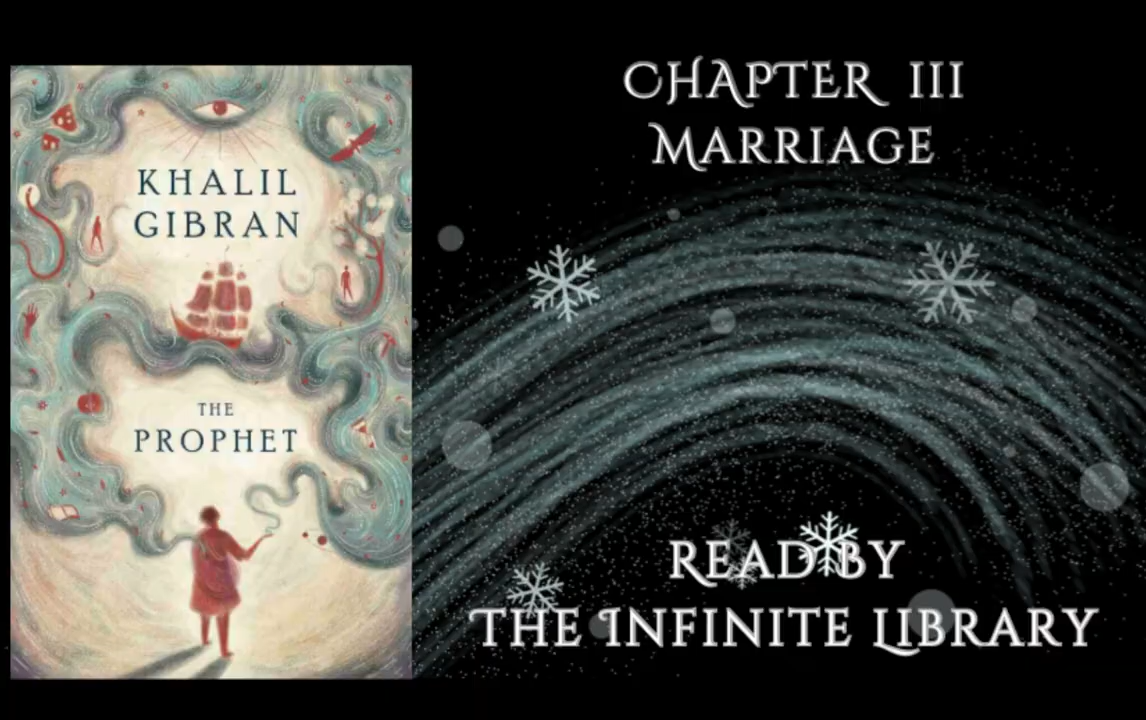 KHALIL
GIBRAN
THE
PROPHET
CHAPTER III
MARRIAGE
READ BY
THE INFINITE LIBRARY